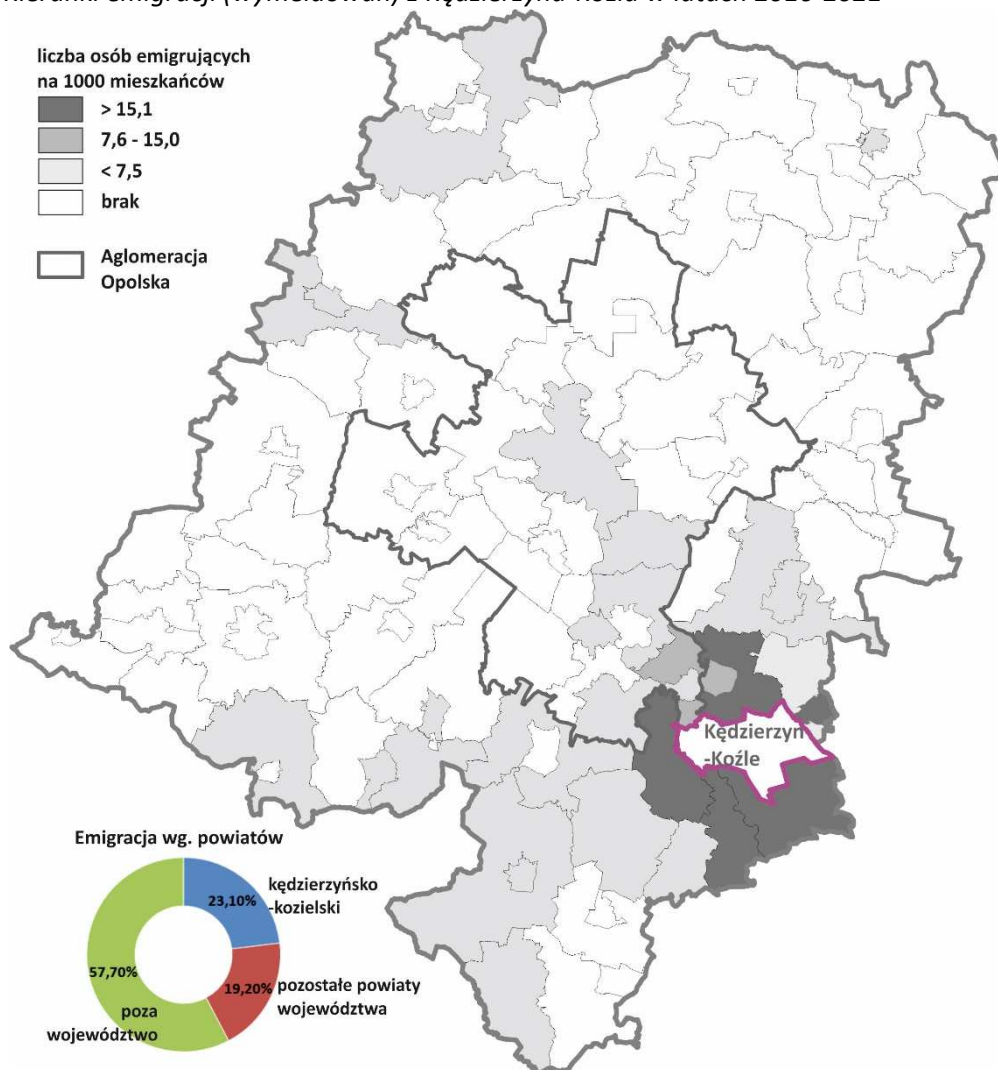 liczba osób emigrujących
na 1000 mieszkańców
> 15,1
7,6 - 15,0
< 7,5
brak
Aglomeracja
Opolska
Kędzierzyn
-Koźle
Emigracja wg. powiatów
kędzierzyńsko
-kozielski
23,10%
57,70%
19,20%
pozostałe powiaty
województwa
poza
województwo